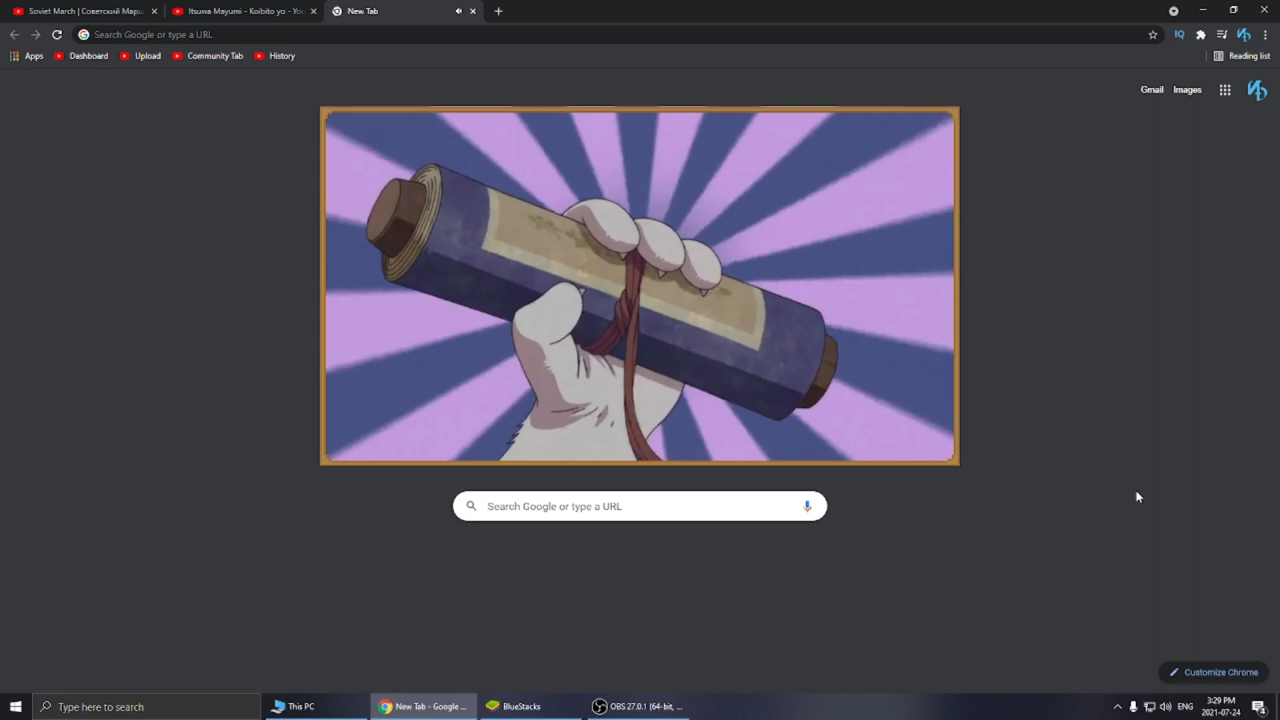 Soviet March | Советский Марш
Itsuwa Mayumi - Koibito yo - You
New Tab
Search Google or type a URL
Apps
Dashboard
Upload
Community Tab
History
Reading list
Gmail
Images
Search Google or type a URL
Customize Chrome
Type here to search
This PC
New Tab - Google ...
BlueStacks
OBS 27.0.1 (64-bit, ...
ENG
3:29 PM
2021-07-24
4